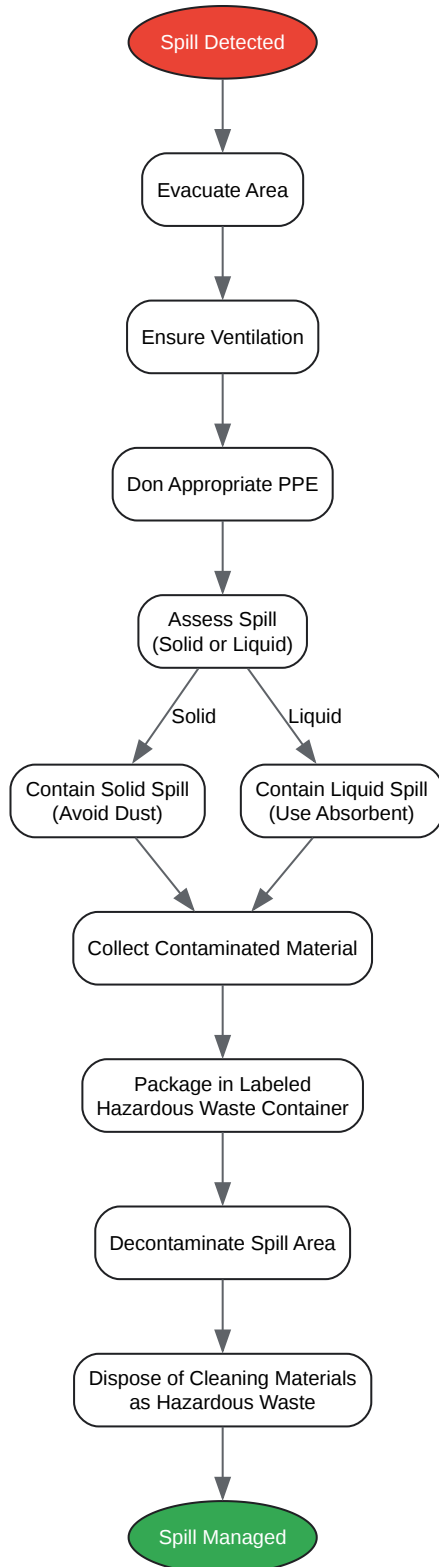 Spill Detected
Evacuate Area
Ensure Ventilation
Don Appropriate PPE
Assess Spill
(Solid or Liquid)
Solid
Liquid
Contain Solid Spill
(Avoid Dust)
Contain Liquid Spill
(Use Absorbent)
Collect Contaminated Material
Package in Labeled
Hazardous Waste Container
Decontaminate Spill Area
Dispose of Cleaning Materials
as Hazardous Waste
Spill Managed